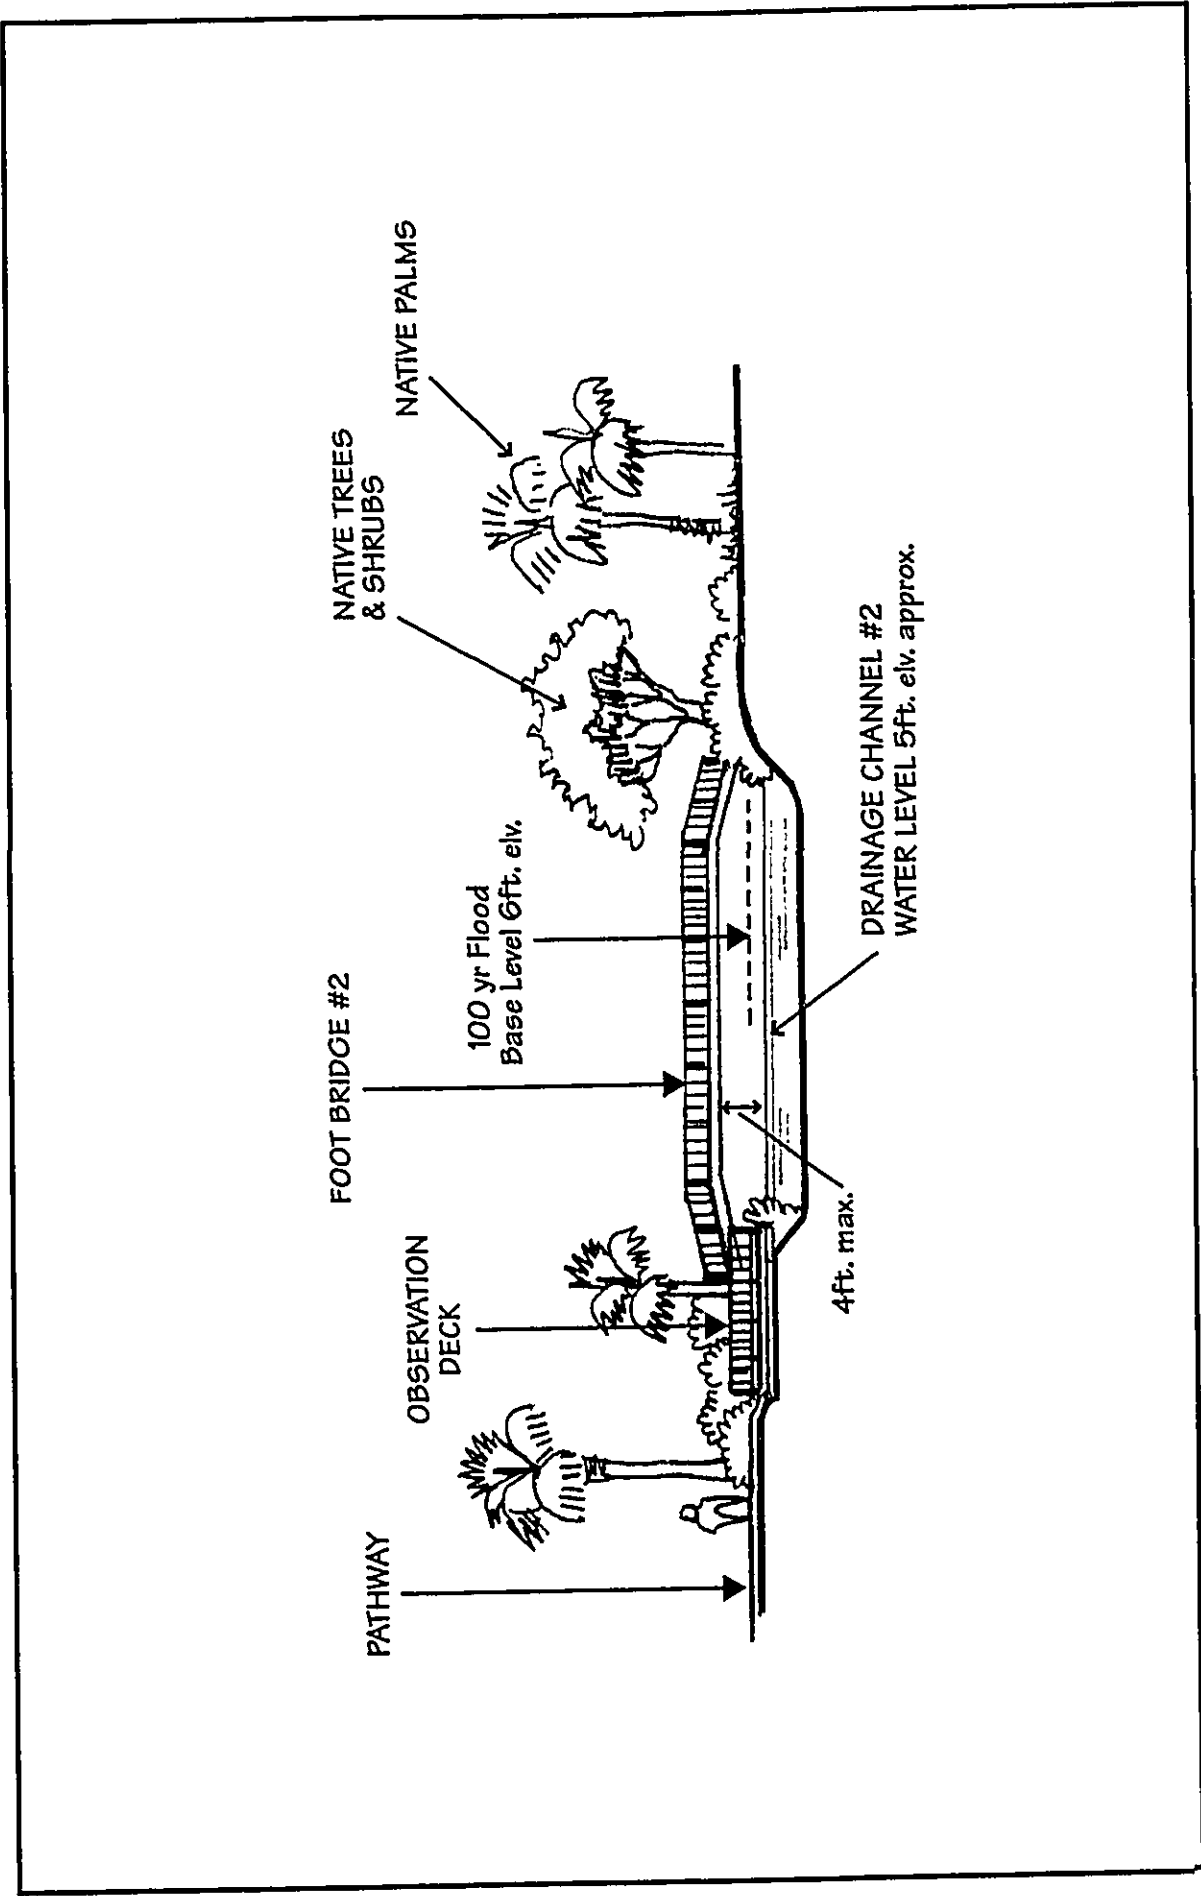 PATHWAY
OBSERVATION
DECK
FOOT BRIDGE #2
100 yr Flood
Base Level 6ft. elv.
NATIVE TREES
& SHRUBS
NATIVE PALMS
4ft. max.
DRAINAGE CHANNEL #2
WATER LEVEL 5ft. elv. approx.